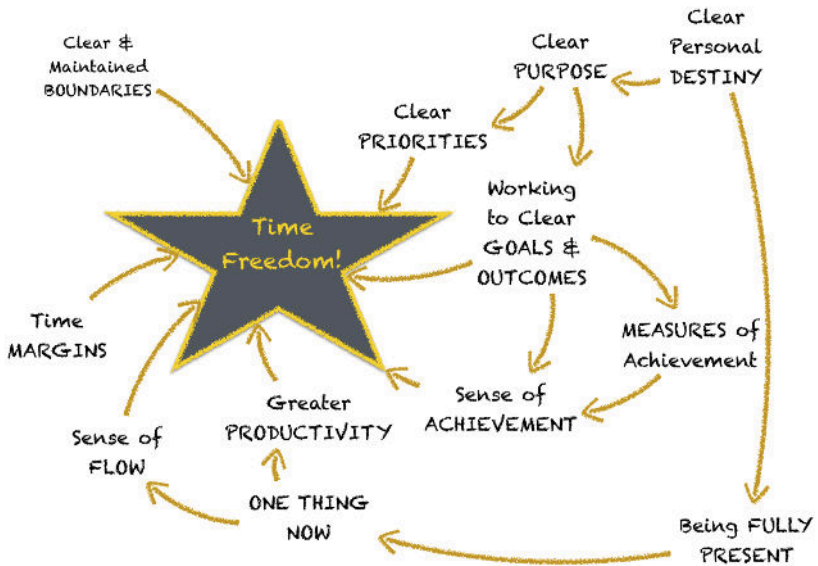 Clear &
Maintained
BOUNDARIES
Clear
PURPOSE
Clear
Personal
DESTINY
Clear
PRIORITIES
Working
to Clear
GOALS &
OUTCOMES
Time
Freedom!
Time
MARGINS
MEASURES of
Achievement
Sense of
ACHIEVEMENT
Greater
PRODUCTIVITY
Sense of
FLOW
ONE THING
NOW
Being FULLY
PRESENT